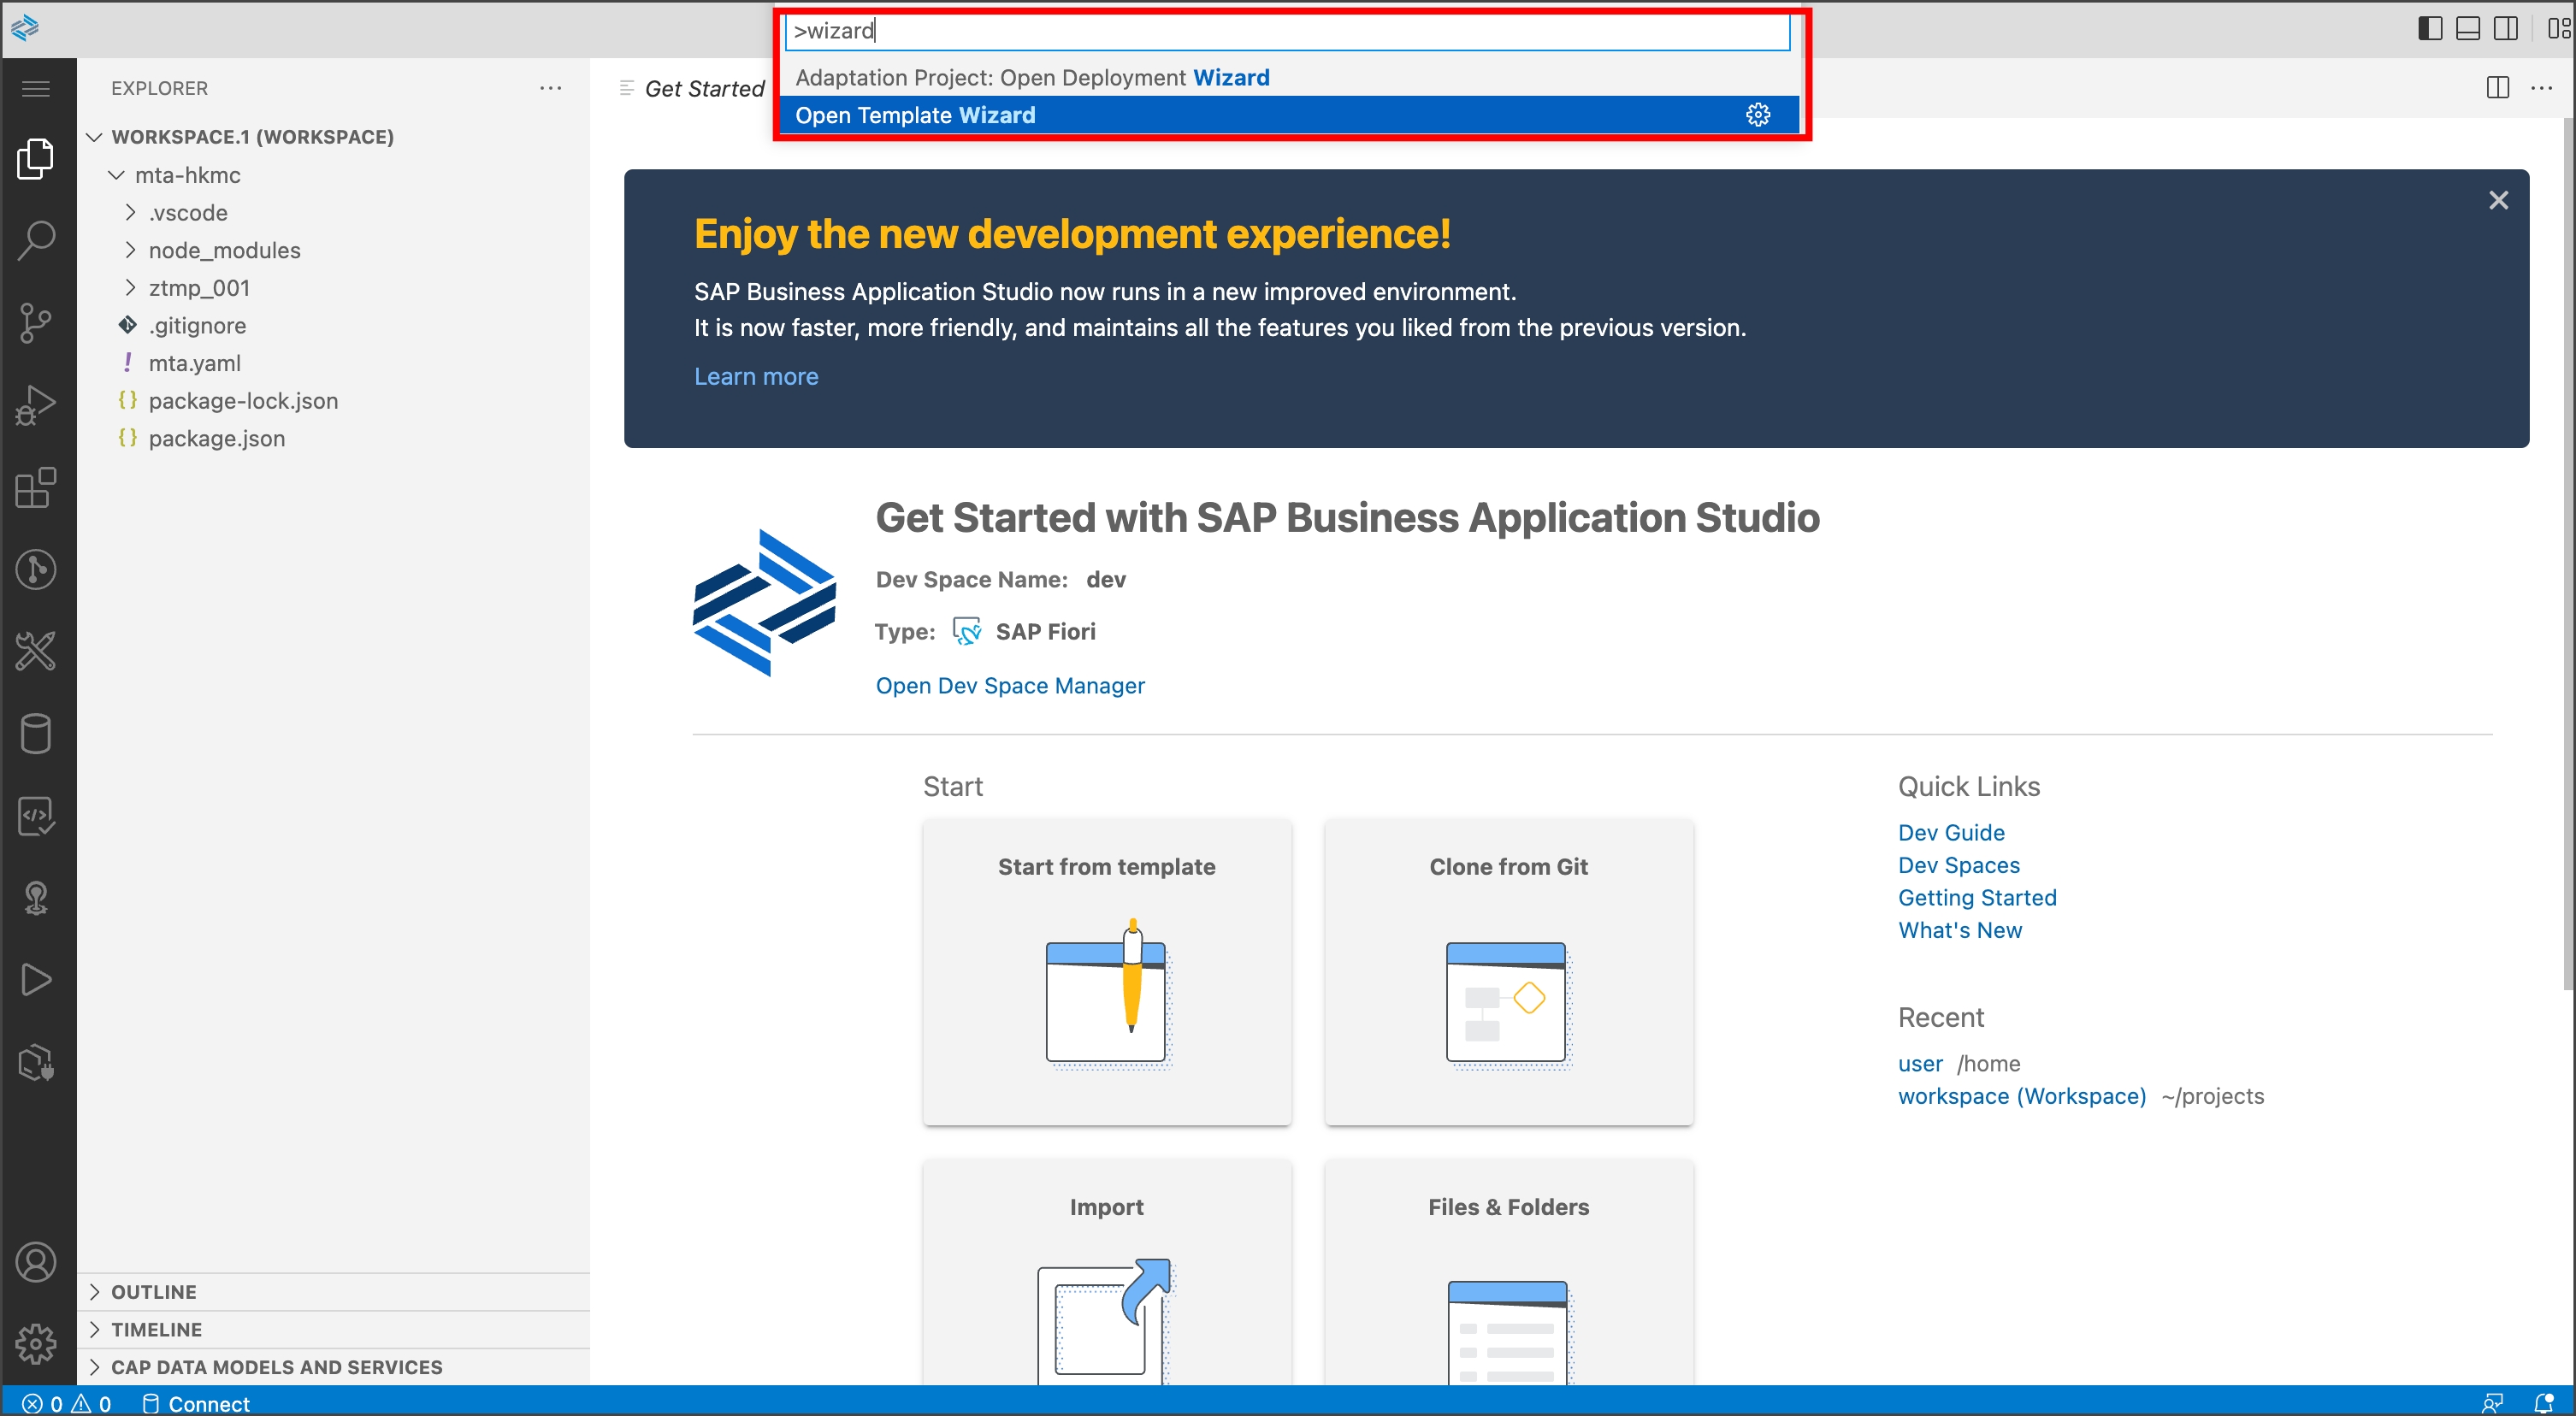 >wizard
Adaptation Project: Open Deployment Wizard
Open Template Wizard
EXPLORER
WORKSPACE.1 (WORKSPACE)
mta-hkmc
.vscode
node_modules
ztmp_001
.gitignore
mta.yaml
package-lock.json
package.json
OUTLINE
TIMELINE
CAP DATA MODELS AND SERVICES
Get Started
Enjoy the new development experience!
SAP Business Application Studio now runs in a new improved environment.
It is now faster, more friendly, and maintains all the features you liked from the previous version.
Learn more
Get Started with SAP Business Application Studio
Dev Space Name: dev
Type: SAP Fiori
Open Dev Space Manager
Start
Start from template
Clone from Git
Import
Files & Folders
Quick Links
Dev Guide
Dev Spaces
Getting Started
What's New
Recent
user /home
workspace (Workspace) ~/projects
0 0 Connect